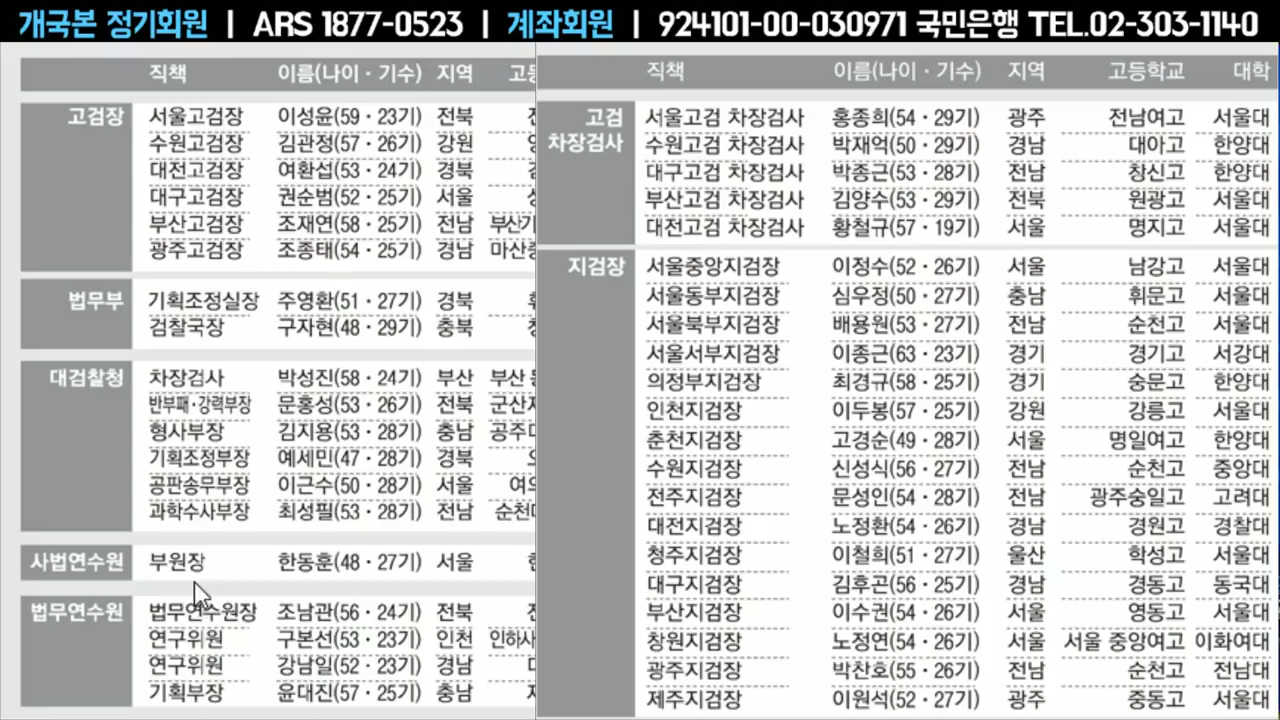 개국본 정기회원 | ARS 1877-0523 | 계좌회원 | 924101-00-030971 국민은행 TEL.02-303-1140
직책 이름(나이·기수) 지역
고검장 서울고검장 이성윤(59·23기) 전북
수원고검장 김관정(57·26기) 강원
대전고검장 여환섭(53·24기) 경북
대구고검장 권순범(52·25기) 서울
부산고검장 조재연(58·25기) 전남
광주고검장 조종태(54·25기) 경남
법무부 기획조정실장 주영환(51·27기) 경북
검찰국장 구자현(48·29기) 충북
대검찰청 차장검사 박성진(58·24기) 부산 부산
반부패·강력부장 문홍성(53·26기) 전북
형사부장 김지용(53·28기) 충남
기획조정부장 예세민(47·28기) 경북
공판송무부장 이근수(50·28기) 서울
과학수사부장 최성필(53·28기) 전남
사법연수원 부원장 한동훈(48·27기) 서울
법무연수원 법무연수원장 조남관(56·24기) 전북
연구위원 구본선(53·23기) 인천
연구위원 강남일(52·23기) 경남
기획부장 윤대진(57·25기) 충남
직책 이름(나이·기수) 지역 고등학교 대학
고검 차장검사 서울고검 차장검사 홍종희(54·29기) 광주 전남여고 서울대
수원고검 차장검사 박재억(50·29기) 경남 대아고 한양대
대구고검 차장검사 박종근(53·28기) 전남 창신고 한양대
부산고검 차장검사 김양수(53·29기) 전북 원광고 서울대
대전고검 차장검사 황철규(57·19기) 서울 명지고 서울대
지검장 서울중앙지검장 이정수(52·26기) 서울 남강고 서울대
서울동부지검장 심우정(50·27기) 충남 휘문고 서울대
서울북부지검장 배용원(53·27기) 전남 순천고 서울대
서울서부지검장 이종근(63·23기) 경기 경기고 서강대
의정부지검장 최경규(58·25기) 경기 숭문고 한양대
인천지검장 이두봉(57·25기) 강원 강릉고 서울대
춘천지검장 고경순(49·28기) 서울 명일여고 한양대
수원지검장 신성식(56·27기) 전남 순천고 중앙대
전주지검장 문성인(54·28기) 전남 광주숭일고 고려대
대전지검장 노정환(54·26기) 경남 경원고 경찰대
청주지검장 이철희(51·27기) 울산 학성고 서울대
대구지검장 김후곤(56·25기) 경남 경동고 동국대
부산지검장 이수권(54·26기) 서울 영동고 서울대
창원지검장 노정연(54·26기) 서울 서울 중앙여고 이화여대
광주지검장 박찬호(55·26기) 전남 순천고 전남대
제주지검장 이원석(52·27기) 광주 중동고 서울대